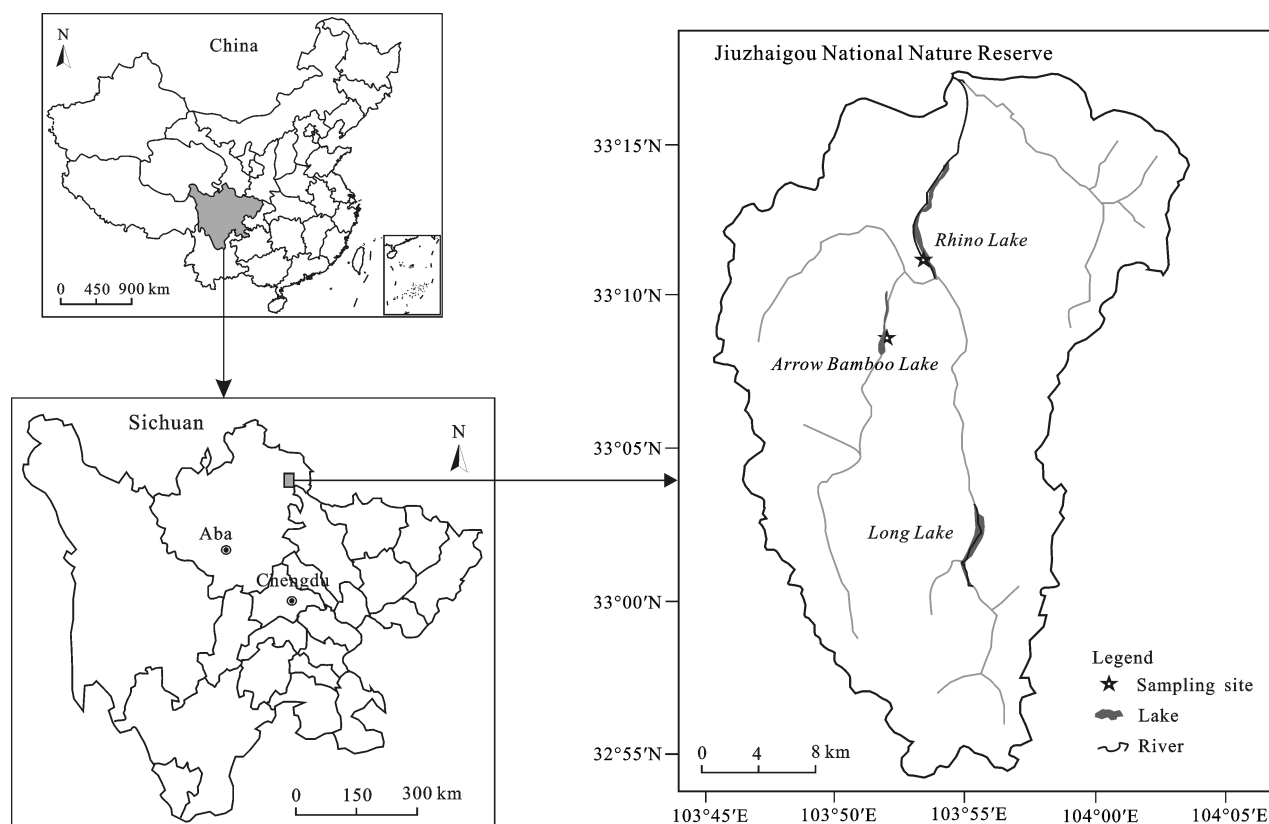 China
N
0 450 900 km
Sichuan
N
Aba
Chengdu
0 150 300 km
Jiuzhaigou National Nature Reserve
33°15′N
33°10′N
33°05′N
33°00′N
32°55′N
Rhino Lake
Arrow Bamboo Lake
Long Lake
Legend
Sampling site
Lake
River
0 4 8 km
103°45′E 103°50′E 103°55′E 104°00′E 104°05′E